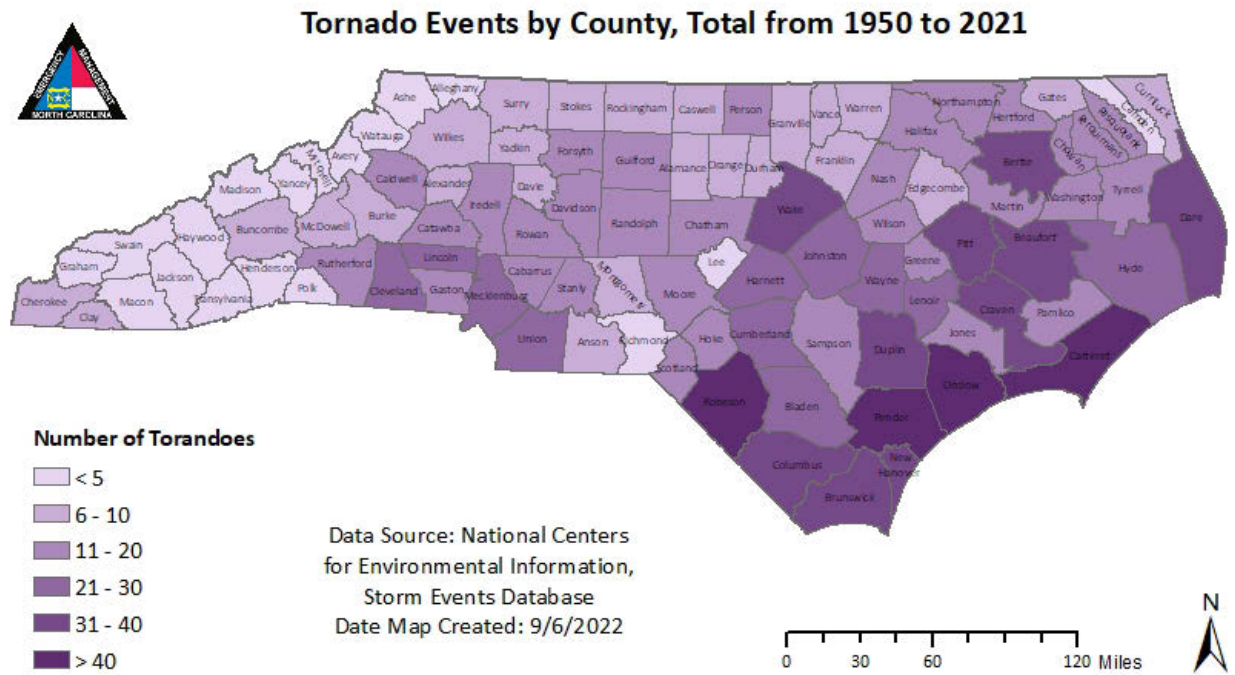 Tornado Events by County, Total from 1950 to 2021
EMERGENCY
MANAGEMENT
NC
NORTH CAROLINA
Ashe
Alleghany
Surry
Stokes
Rockingham
Caswell
Person
Granville
Vance
Warren
Northampton
Halifax
Hertford
Gates
Currituck
Camden
Pasquotank
Perquimans
Chowan
Watauga
Wilkes
Yadkin
Forsyth
Guilford
Alamance
Orange
Durham
Franklin
Nash
Edgecombe
Bertie
Mitchell
Avery
Madison
Yancey
Caldwell
Alexander
Iredell
Davie
Davidson
Randolph
Chatham
Wake
Wilson
Martin
Washington
Tyrrell
Dare
Swain
Haywood
Buncombe
McDowell
Burke
Catawba
Rowan
Lee
Johnston
Greene
Pitt
Beaufort
Hyde
Graham
Jackson
Henderson
Rutherford
Lincoln
Cabarrus
Montgomery
Moore
Harnett
Wayne
Lenoir
Craven
Pamlico
Cherokee
Clay
Macon
Transylvania
Polk
Cleveland
Gaston
Mecklenburg
Stanly
Union
Anson
Richmond
Hoke
Scotland
Cumberland
Sampson
Duplin
Jones
Carteret
Onslow
Robeson
Bladen
Pender
Columbus
New
Hanover
Brunswick
Number of Torandoes
< 5
6 - 10
11 - 20
21 - 30
31 - 40
> 40
Data Source: National Centers
for Environmental Information,
Storm Events Database
Date Map Created: 9/6/2022
N
0 30 60 120 Miles